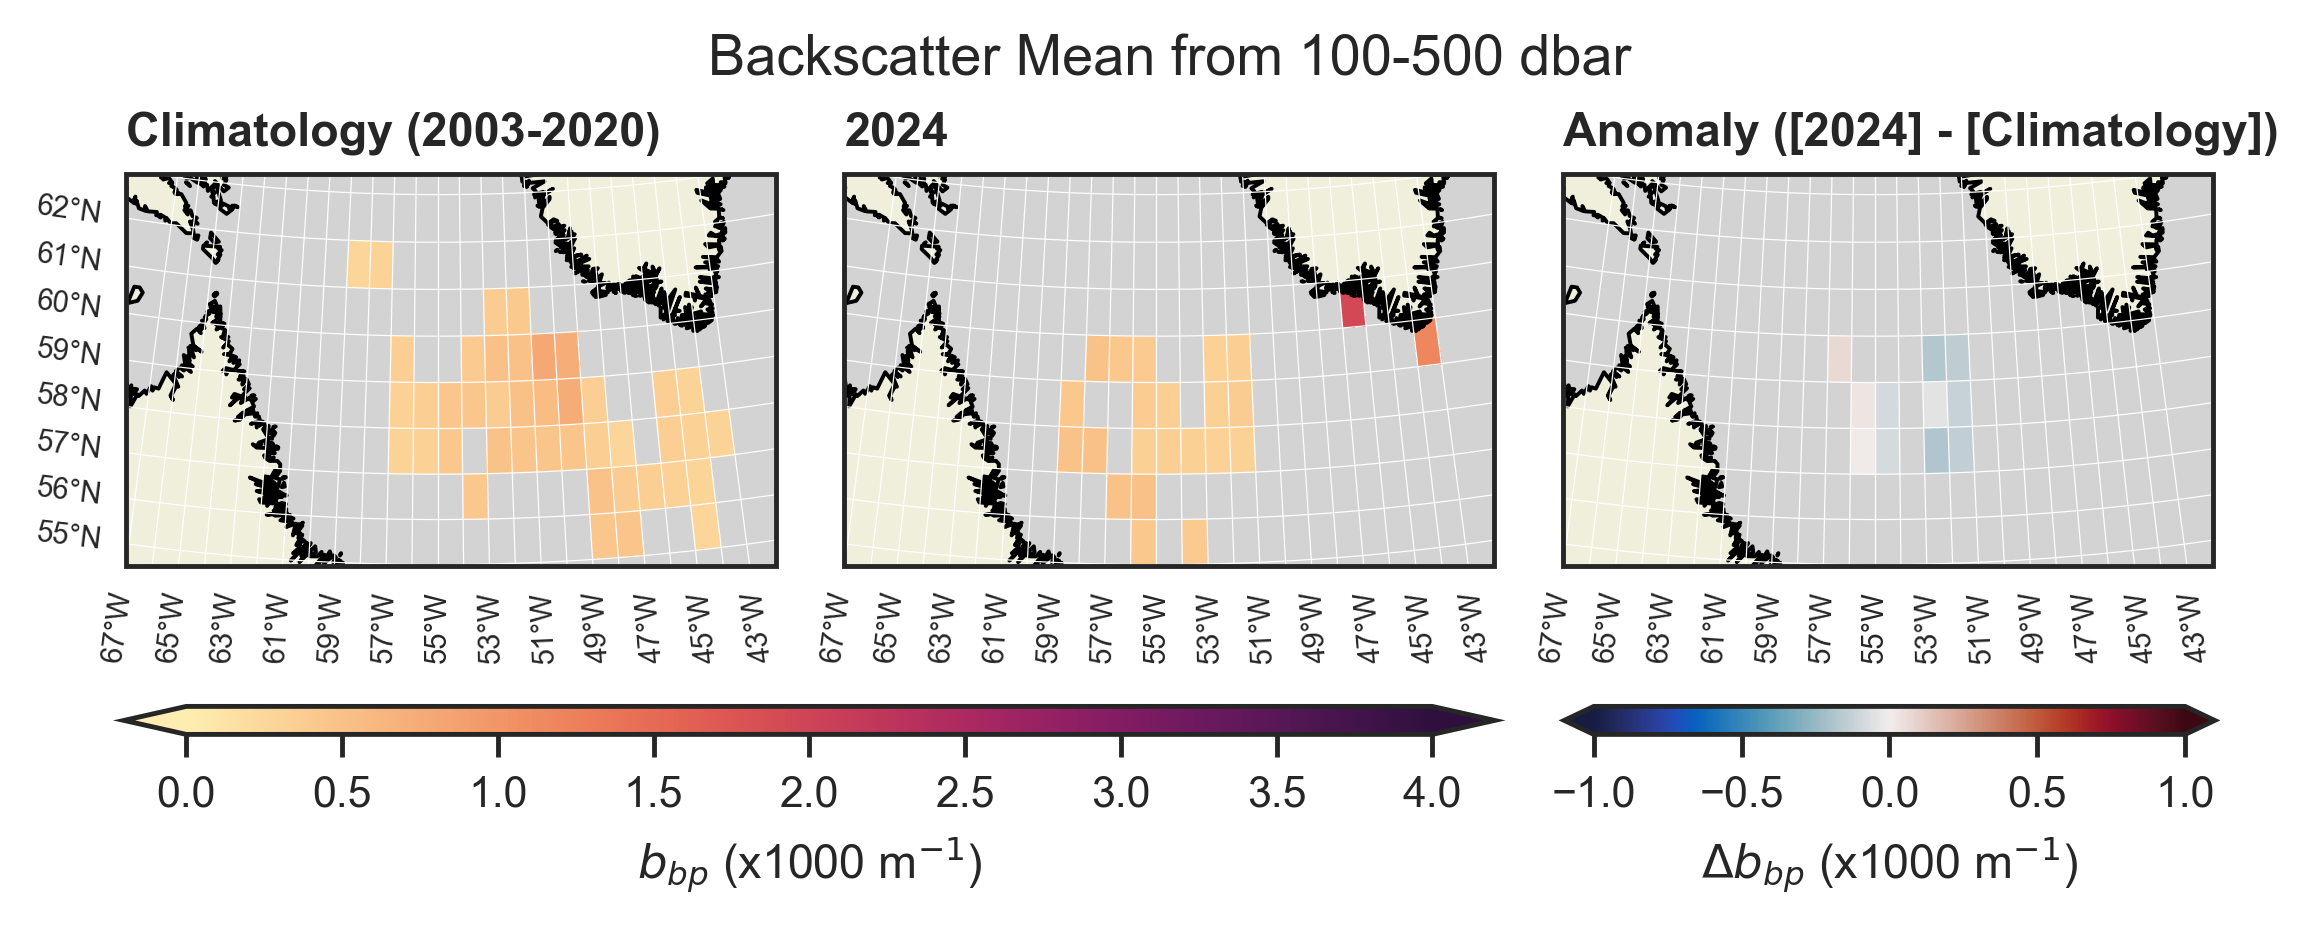 Backscatter Mean from 100-500 dbar
Climatology (2003-2020)
2024
Anomaly ([2024] - [Climatology])
62°N
61°N
60°N
59°N
58°N
57°N
56°N
55°N
67°W 65°W 63°W 61°W 59°W 57°W 55°W 53°W 51°W 49°W 47°W 45°W 43°W
67°W 65°W 63°W 61°W 59°W 57°W 55°W 53°W 51°W 49°W 47°W 45°W 43°W
67°W 65°W 63°W 61°W 59°W 57°W 55°W 53°W 51°W 49°W 47°W 45°W 43°W
0.0 0.5 1.0 1.5 2.0 2.5 3.0 3.5 4.0
b_bp (x1000 m⁻¹)
−1.0 −0.5 0.0 0.5 1.0
Δb_bp (x1000 m⁻¹)